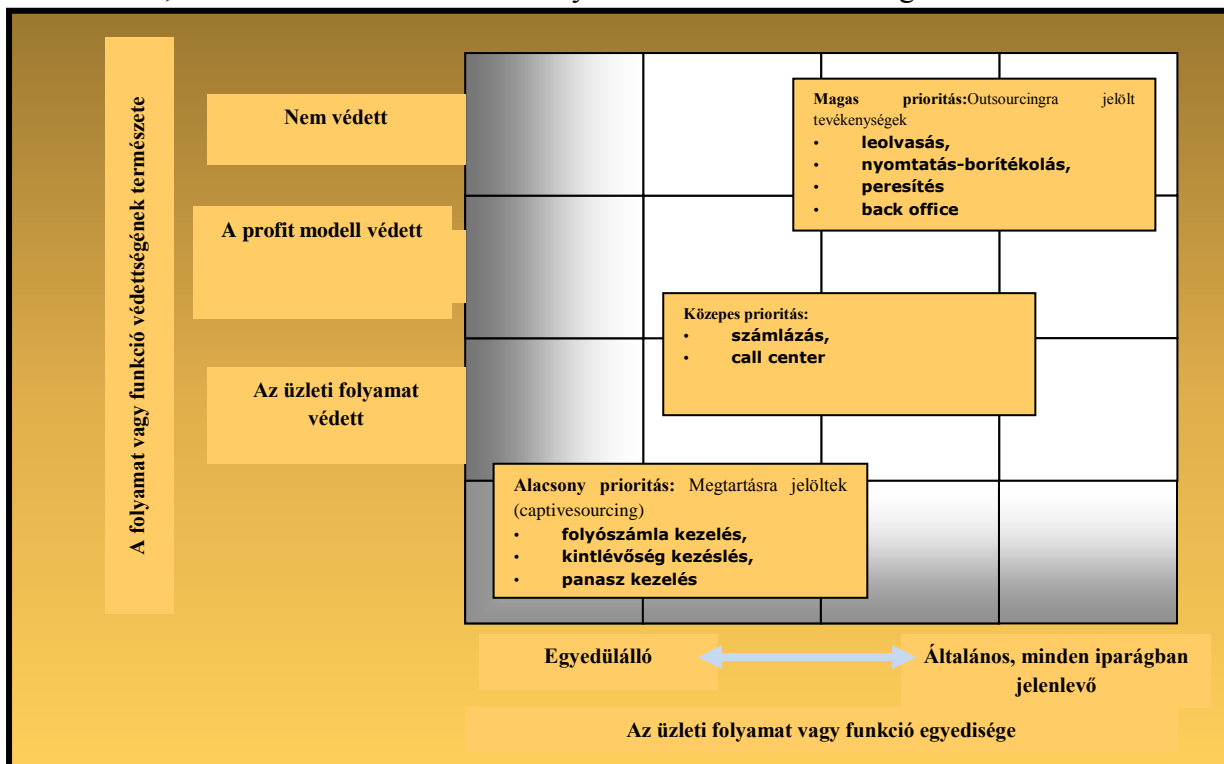 A folyamat vagy funkció védettségének természete
Nem védett
A profit modell védett
Az üzleti folyamat
védett
Magas prioritás:Outsourcingra jelölt
tevékenységek
• leolvasás,
• nyomtatás-borítékolás,
• peresítés
• back office
Közepes prioritás:
• számlázás,
• call center
Alacsony prioritás: Megtartásra jelöltek
(captivesourcing)
• folyószámla kezelés,
• kintlévőség kezéslés,
• panasz kezelés
Egyedülálló
Általános, minden iparágban
jelenlevő
Az üzleti folyamat vagy funkció egyedisége